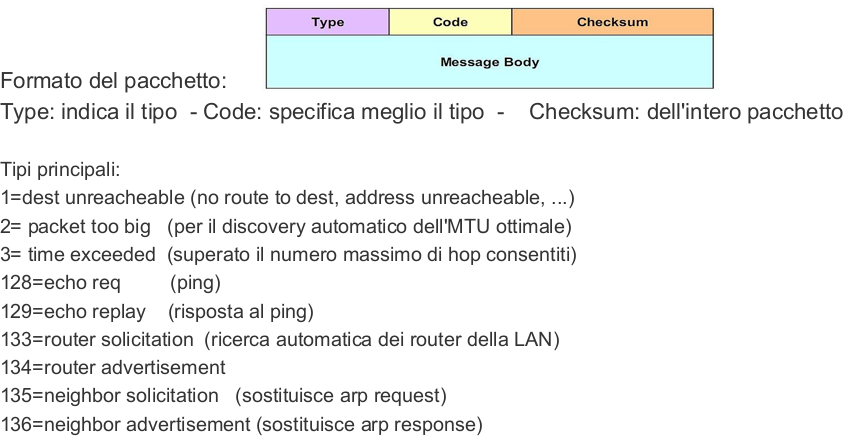 Type Code Checksum
Message Body
Formato del pacchetto:
Type: indica il tipo - Code: specifica meglio il tipo - Checksum: dell'intero pacchetto
Tipi principali:
1=dest unreacheable (no route to dest, address unreacheable, ...)
2= packet too big (per il discovery automatico dell'MTU ottimale)
3= time exceeded (superato il numero massimo di hop consentiti)
128=echo req (ping)
129=echo replay (risposta al ping)
133=router solicitation (ricerca automatica dei router della LAN)
134=router advertisement
135=neighbor solicitation (sostituisce arp request)
136=neighbor advertisement (sostituisce arp response)